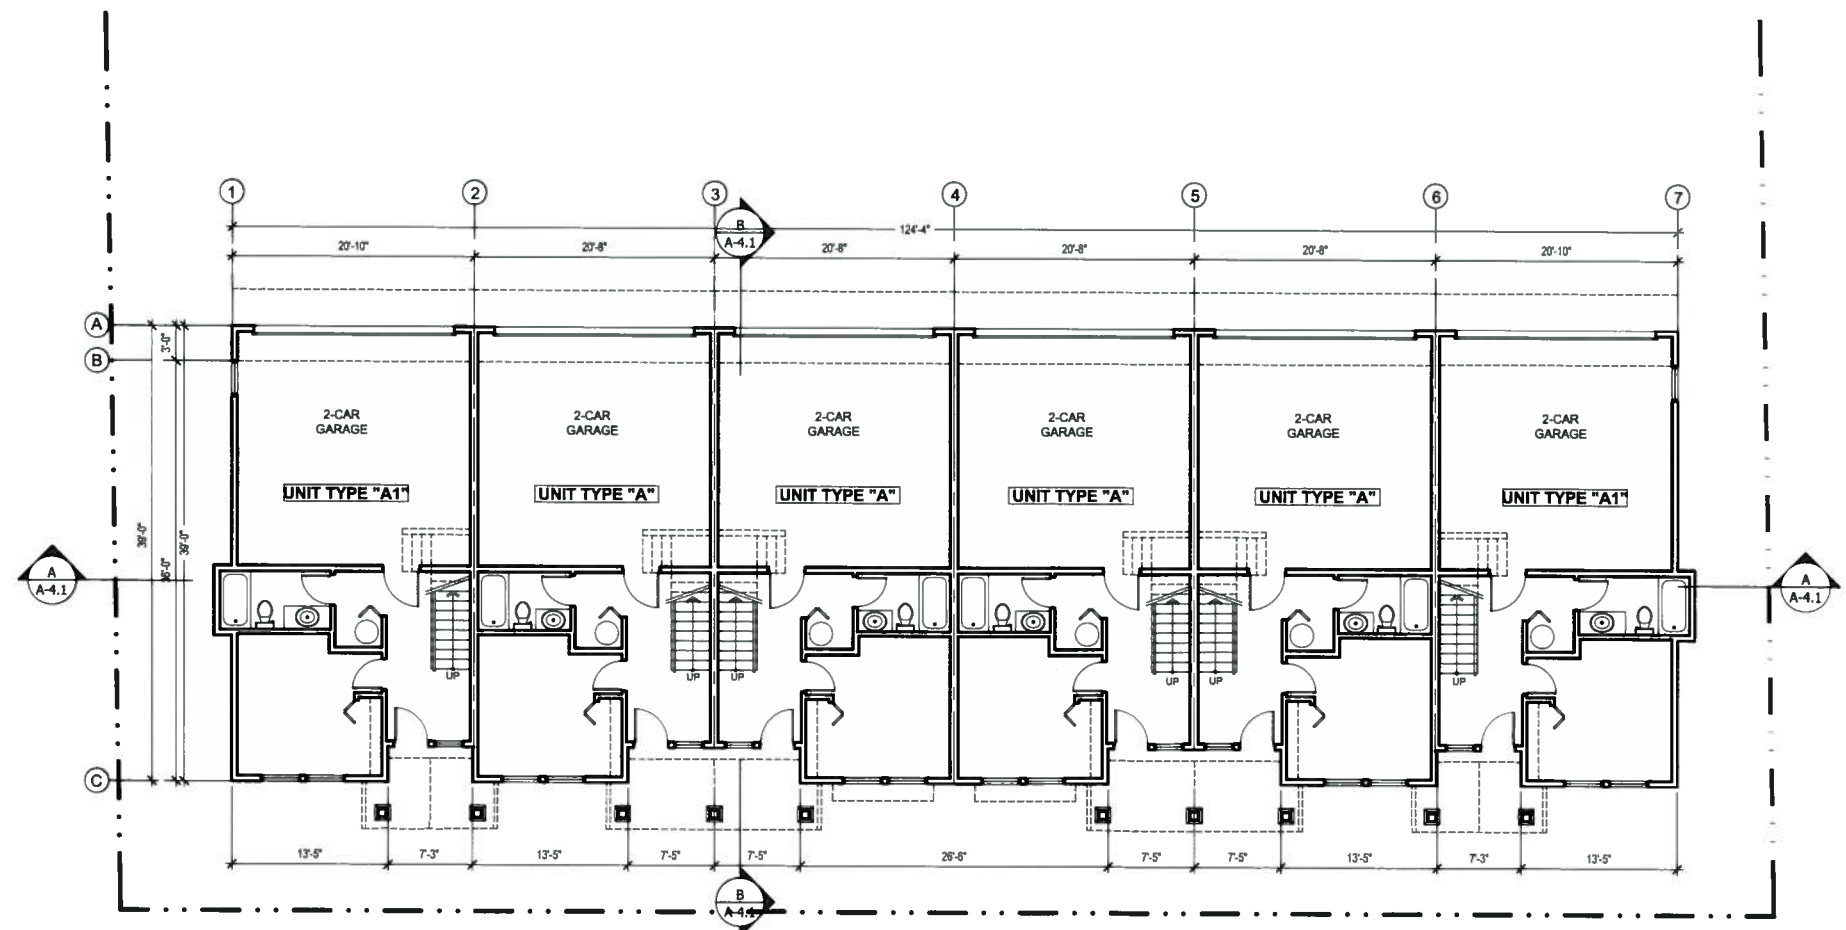 1 2 3 4 5 6 7
B
A-4.1
124'-4"
20'-10" 20'-8" 20'-8" 20'-8" 20'-8" 20'-10"
A
B
3'-0"
2-CAR
GARAGE
2-CAR
GARAGE
2-CAR
GARAGE
2-CAR
GARAGE
2-CAR
GARAGE
2-CAR
GARAGE
UNIT TYPE "A1"
UNIT TYPE "A"
UNIT TYPE "A"
UNIT TYPE "A"
UNIT TYPE "A"
UNIT TYPE "A1"
39'-0"
39'-0"
A
A-4.1
A
A-4.1
UP UP UP UP UP UP
C
13'-5" 7'-3" 13'-5" 7'-5" 7'-5" 26'-6" 7'-5" 7'-5" 13'-5" 7'-3" 13'-5"
B
A-4.1